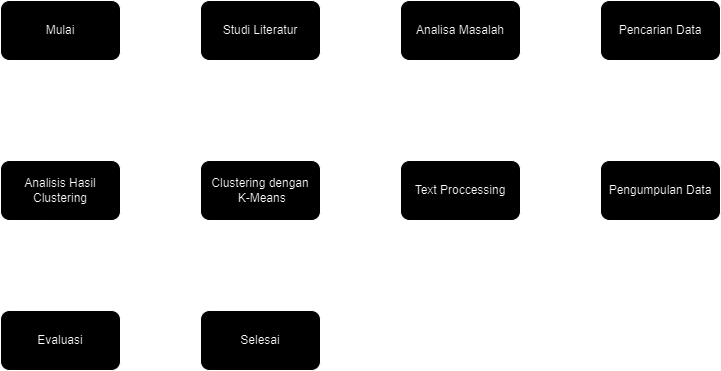 Mulai
Studi Literatur
Analisa Masalah
Pencarian Data
Analisis Hasil
Clustering
Clustering dengan
K-Means
Text Proccessing
Pengumpulan Data
Evaluasi
Selesai